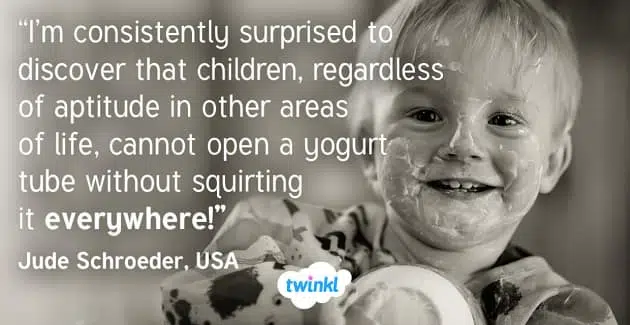 “I’m consistently surprised to
discover that children, regardless
of aptitude in other areas
of life, cannot open a yogurt
tube without squirting
it everywhere!”
Jude Schroeder, USA
twinkl